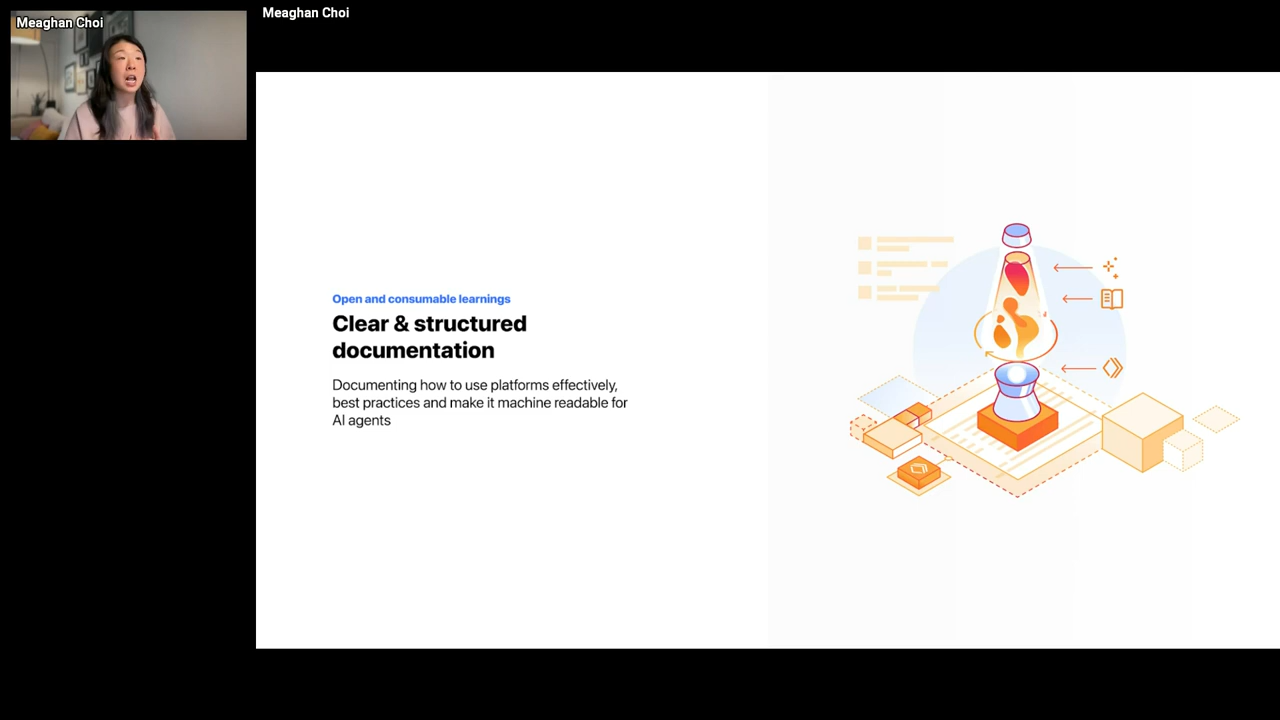 Meaghan Choi
Meaghan Choi
Open and consumable learnings
Clear & structured
documentation
Documenting how to use platforms effectively,
best practices and make it machine readable for
AI agents